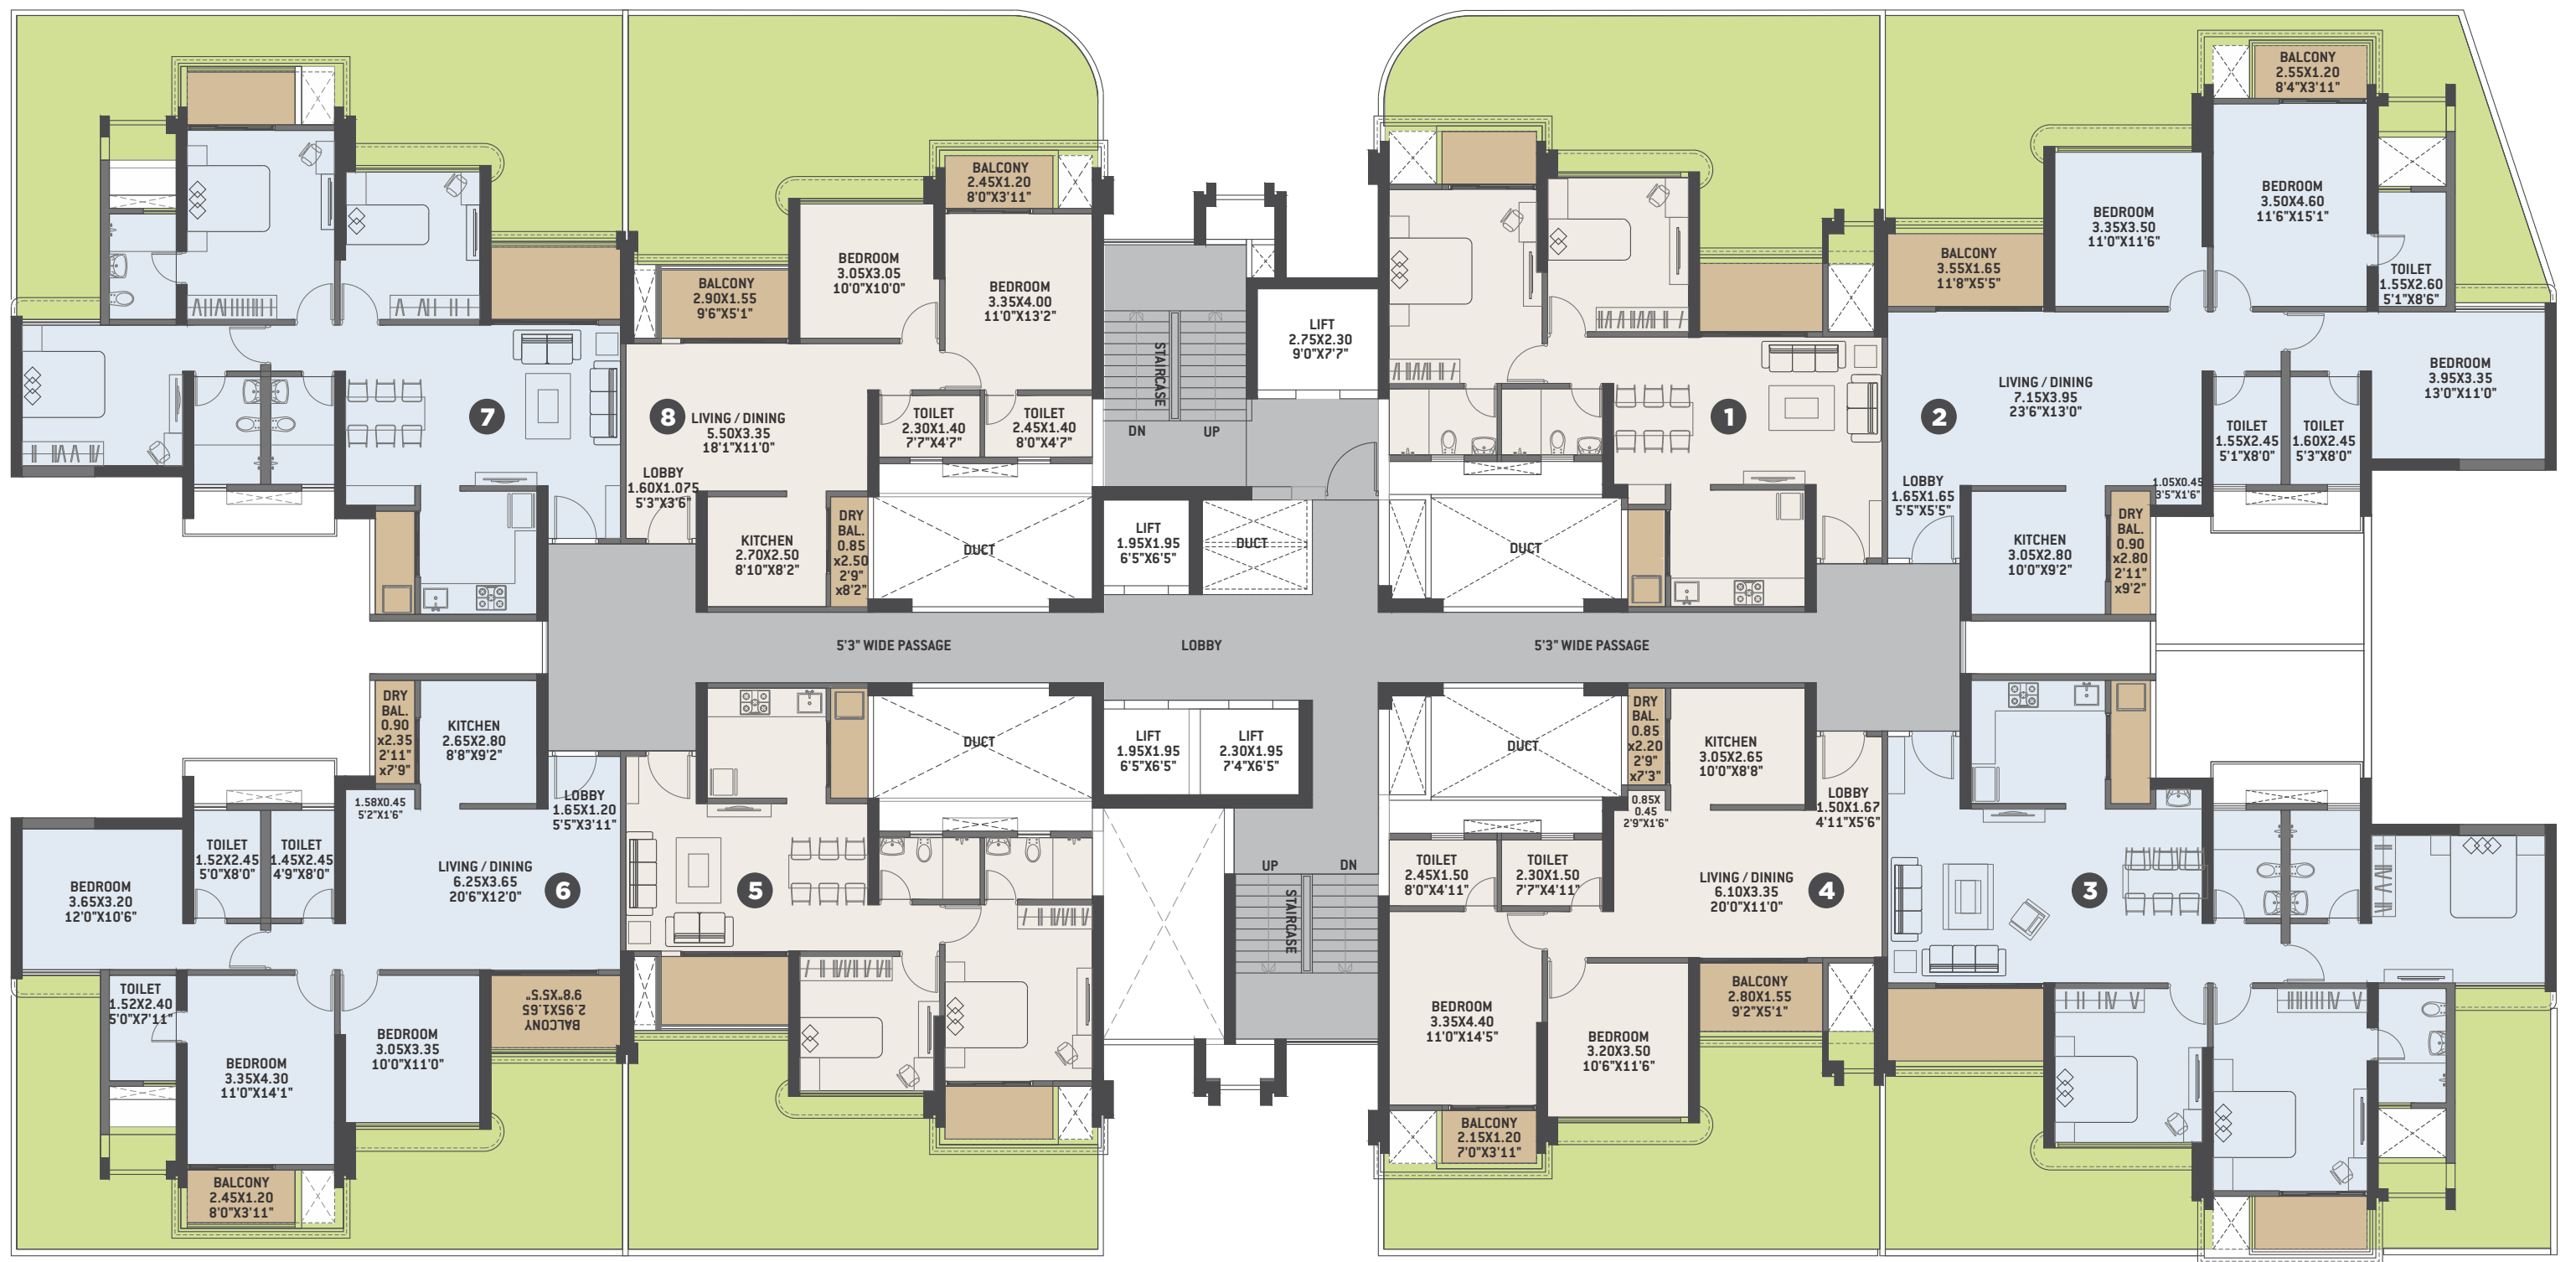 BALCONY
2.55X1.20
8'4"X3'11"
BEDROOM
3.50X4.60
11'6"X15'1"
BEDROOM
3.35X3.50
11'0"X11'6"
BALCONY
3.55X1.65
11'8"X5'5"
TOILET
1.55X2.60
5'1"X8'6"
BEDROOM
3.95X3.35
13'0"X11'0"
LIVING / DINING
7.15X3.95
23'6"X13'0"
2
TOILET
1.55X2.45
5'1"X8'0"
TOILET
1.60X2.45
5'3"X8'0"
LOBBY
1.65X1.65
5'5"X5'5"
1.05X0.45
3'5"X1'6"
KITCHEN
3.05X2.80
10'0"X9'2"
DRY
BAL.
0.90
x2.80
2'11"
x9'2"
BALCONY
2.45X1.20
8'0"X3'11"
BEDROOM
3.05X3.05
10'0"X10'0"
BEDROOM
3.35X4.00
11'0"X13'2"
BALCONY
2.90X1.55
9'6"X5'1"
7
8
LIVING / DINING
5.50X3.35
18'1"X11'0"
TOILET
2.30X1.40
7'7"X4'7"
TOILET
2.45X1.40
8'0"X4'7"
LOBBY
1.60X1.075
5'3"X3'6"
KITCHEN
2.70X2.50
8'10"X8'2"
DRY
BAL.
0.85
x2.50
2'9"
x8'2"
DUCT
STAIRCASE
DN
UP
LIFT
2.75X2.30
9'0"X7'7"
LIFT
1.95X1.95
6'5"X6'5"
DUCT
DUCT
1
5'3" WIDE PASSAGE
LOBBY
5'3" WIDE PASSAGE
DRY
BAL.
0.90
x2.35
2'11"
x7'9"
KITCHEN
2.65X2.80
8'8"X9'2"
1.58X0.45
5'2"X1'6"
LOBBY
1.65X1.20
5'5"X3'11"
TOILET
1.52X2.45
5'0"X8'0"
TOILET
1.45X2.45
4'9"X8'0"
LIVING / DINING
6.25X3.65
20'6"X12'0"
6
BEDROOM
3.65X3.20
12'0"X10'6"
TOILET
1.52X2.40
5'0"X7'11"
BEDROOM
3.35X4.30
11'0"X14'1"
BEDROOM
3.05X3.35
10'0"X11'0"
BALCONY
2.95X1.65
9'8"X5'5"
BALCONY
2.45X1.20
8'0"X3'11"
5
DUCT
LIFT
1.95X1.95
6'5"X6'5"
LIFT
2.30X1.95
7'4"X6'5"
UP
DN
STAIRCASE
DUCT
DRY
BAL.
0.85
x2.20
2'9"
x7'3"
0.85X
0.45
2'9"X1'6"
KITCHEN
3.05X2.65
10'0"X8'8"
LOBBY
1.50X1.67
4'11"X5'6"
TOILET
2.45X1.50
8'0"X4'11"
TOILET
2.30X1.50
7'7"X4'11"
LIVING / DINING
6.10X3.35
20'0"X11'0"
4
3
BEDROOM
3.35X4.40
11'0"X14'5"
BEDROOM
3.20X3.50
10'6"X11'6"
BALCONY
2.80X1.55
9'2"X5'1"
BALCONY
2.15X1.20
7'0"X3'11"